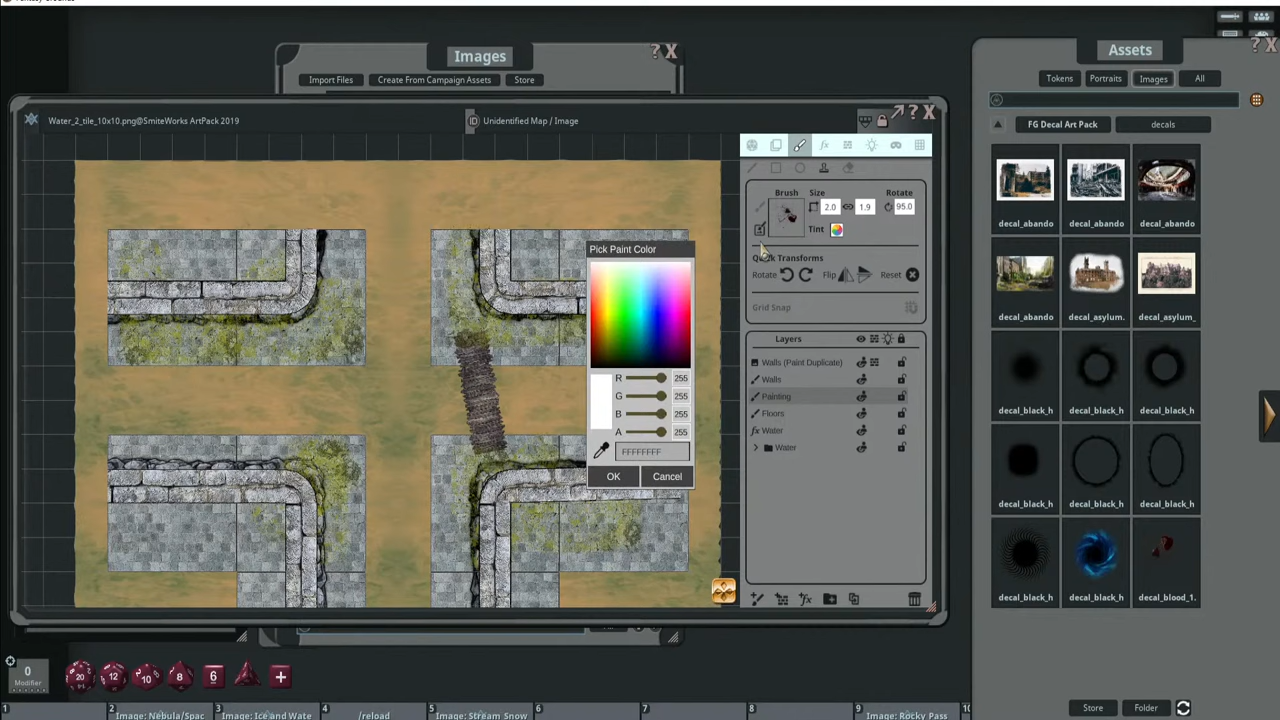 Images
Import Files
Create From Campaign Assets
Store
Water_2_tile_10x10.png@SmiteWorks ArtPack 2019
ID
Unidentified Map / Image
Brush
Size
Rotate
2.0
1.9
95.0
Tint
Quick Transforms
Rotate
Flip
Reset
Grid Snap
Layers
Walls (Paint Duplicate)
Walls
Painting
Floors
Water
Water
Pick Paint Color
R 255
G 255
B 255
A 255
FFFFFFFF
OK
Cancel
Assets
Tokens
Portraits
Images
All
FG Decal Art Pack
decals
decal_abando
decal_abando
decal_abando
decal_abando
decal_asylum.
decal_asylum_
decal_black_h
decal_black_h
decal_black_h
decal_black_h
decal_black_h
decal_black_h
decal_black_h
decal_black_h
decal_blood_1.
Store
Folder
0
Modifier
20
12
10
8
6
1
2
Image: Nebula/Spac
3
Image: Ice and Wate
4
/reload
5
Image: Stream_Snow
6
7
8
9
Image: Rocky Pass
10